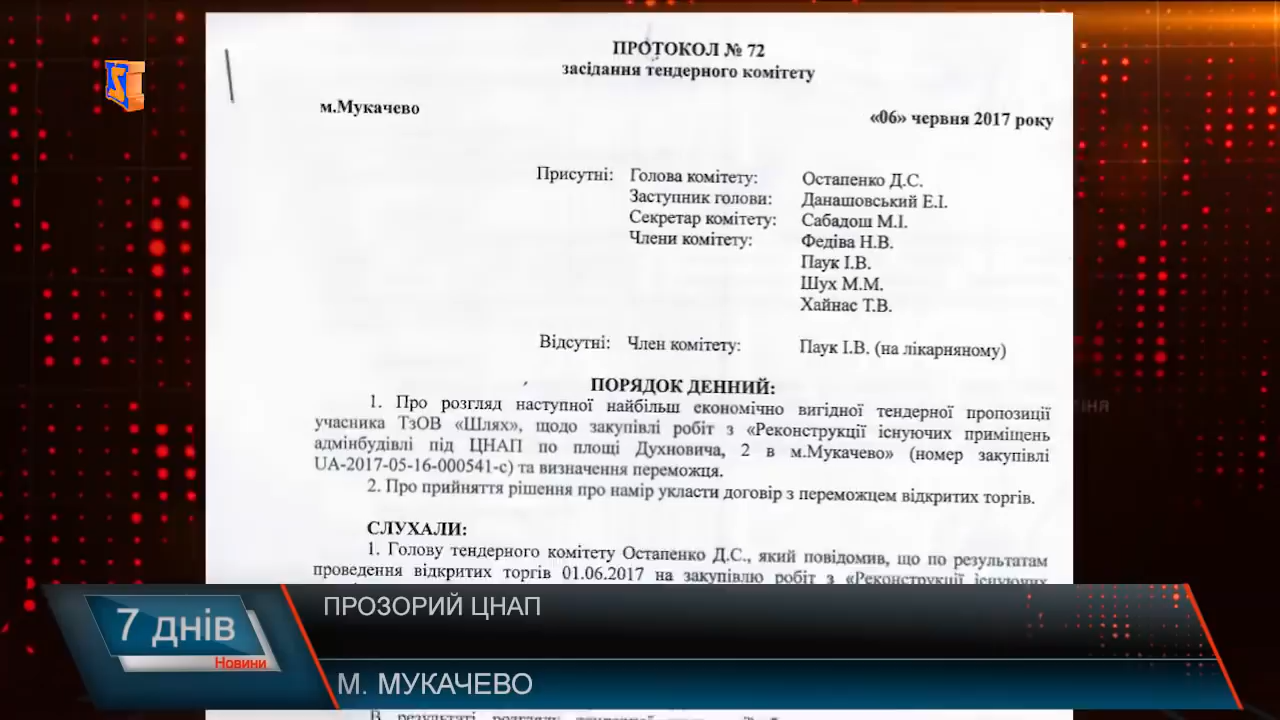 ПРОТОКОЛ № 72
засідання тендерного комітету
м.Мукачево
«06» червня 2017 року
Присутні: Голова комітету: Остапенко Д.С.
Заступник голови: Данашовський Е.І.
Секретар комітету: Сабадош М.І.
Члени комітету: Федіва Н.В.
Паук І.В.
Шух М.М.
Хайнас Т.В.
Відсутні: Член комітету: Паук І.В. (на лікарняному)
ПОРЯДОК ДЕННИЙ:
1. Про розгляд наступної найбільш економічно вигідної тендерної пропозиції
учасника ТзОВ «Шлях», щодо закупівлі робіт з «Реконструкції існуючих приміщень
адмінбудівлі під ЦНАП по площі Духновича, 2 в м.Мукачево» (номер закупівлі
UA-2017-05-16-000541-c) та визначення переможця.
2. Про прийняття рішення про намір укласти договір з переможцем відкритих торгів.
СЛУХАЛИ:
1. Голову тендерного комітету Остапенко Д.С., який повідомив, що по результатам
проведення відкритих торгів 01.06.2017 на закупівлю робіт з «Реконструкції існуючих
ПРОЗОРИЙ ЦНАП
7 днів
Новини
М. МУКАЧЕВО
В результаті розгляду тендерної